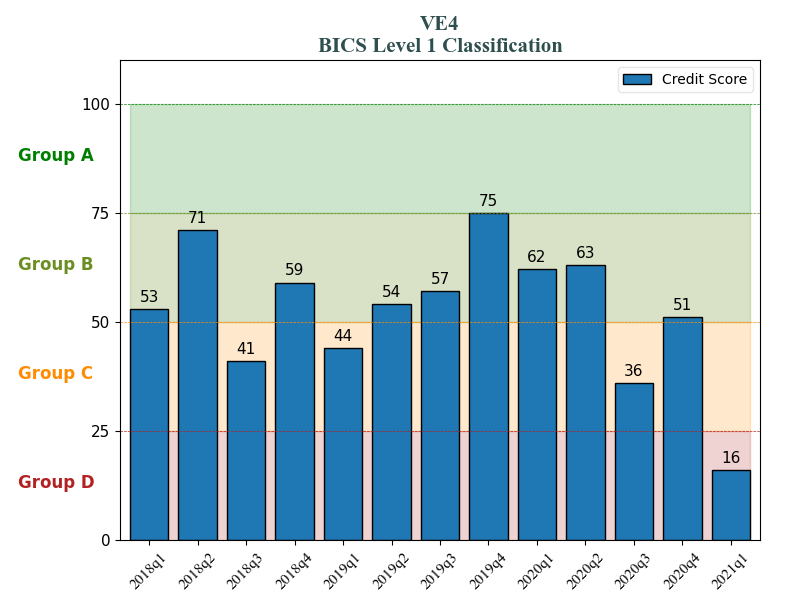 VE4
BICS Level 1 Classification
Credit Score
100
Group A
75
75
71
Group B
62
63
59
57
54
53
51
50
44
41
Group C
36
25
16
Group D
0
2018q1
2018q2
2018q3
2018q4
2019q1
2019q2
2019q3
2019q4
2020q1
2020q2
2020q3
2020q4
2021q1